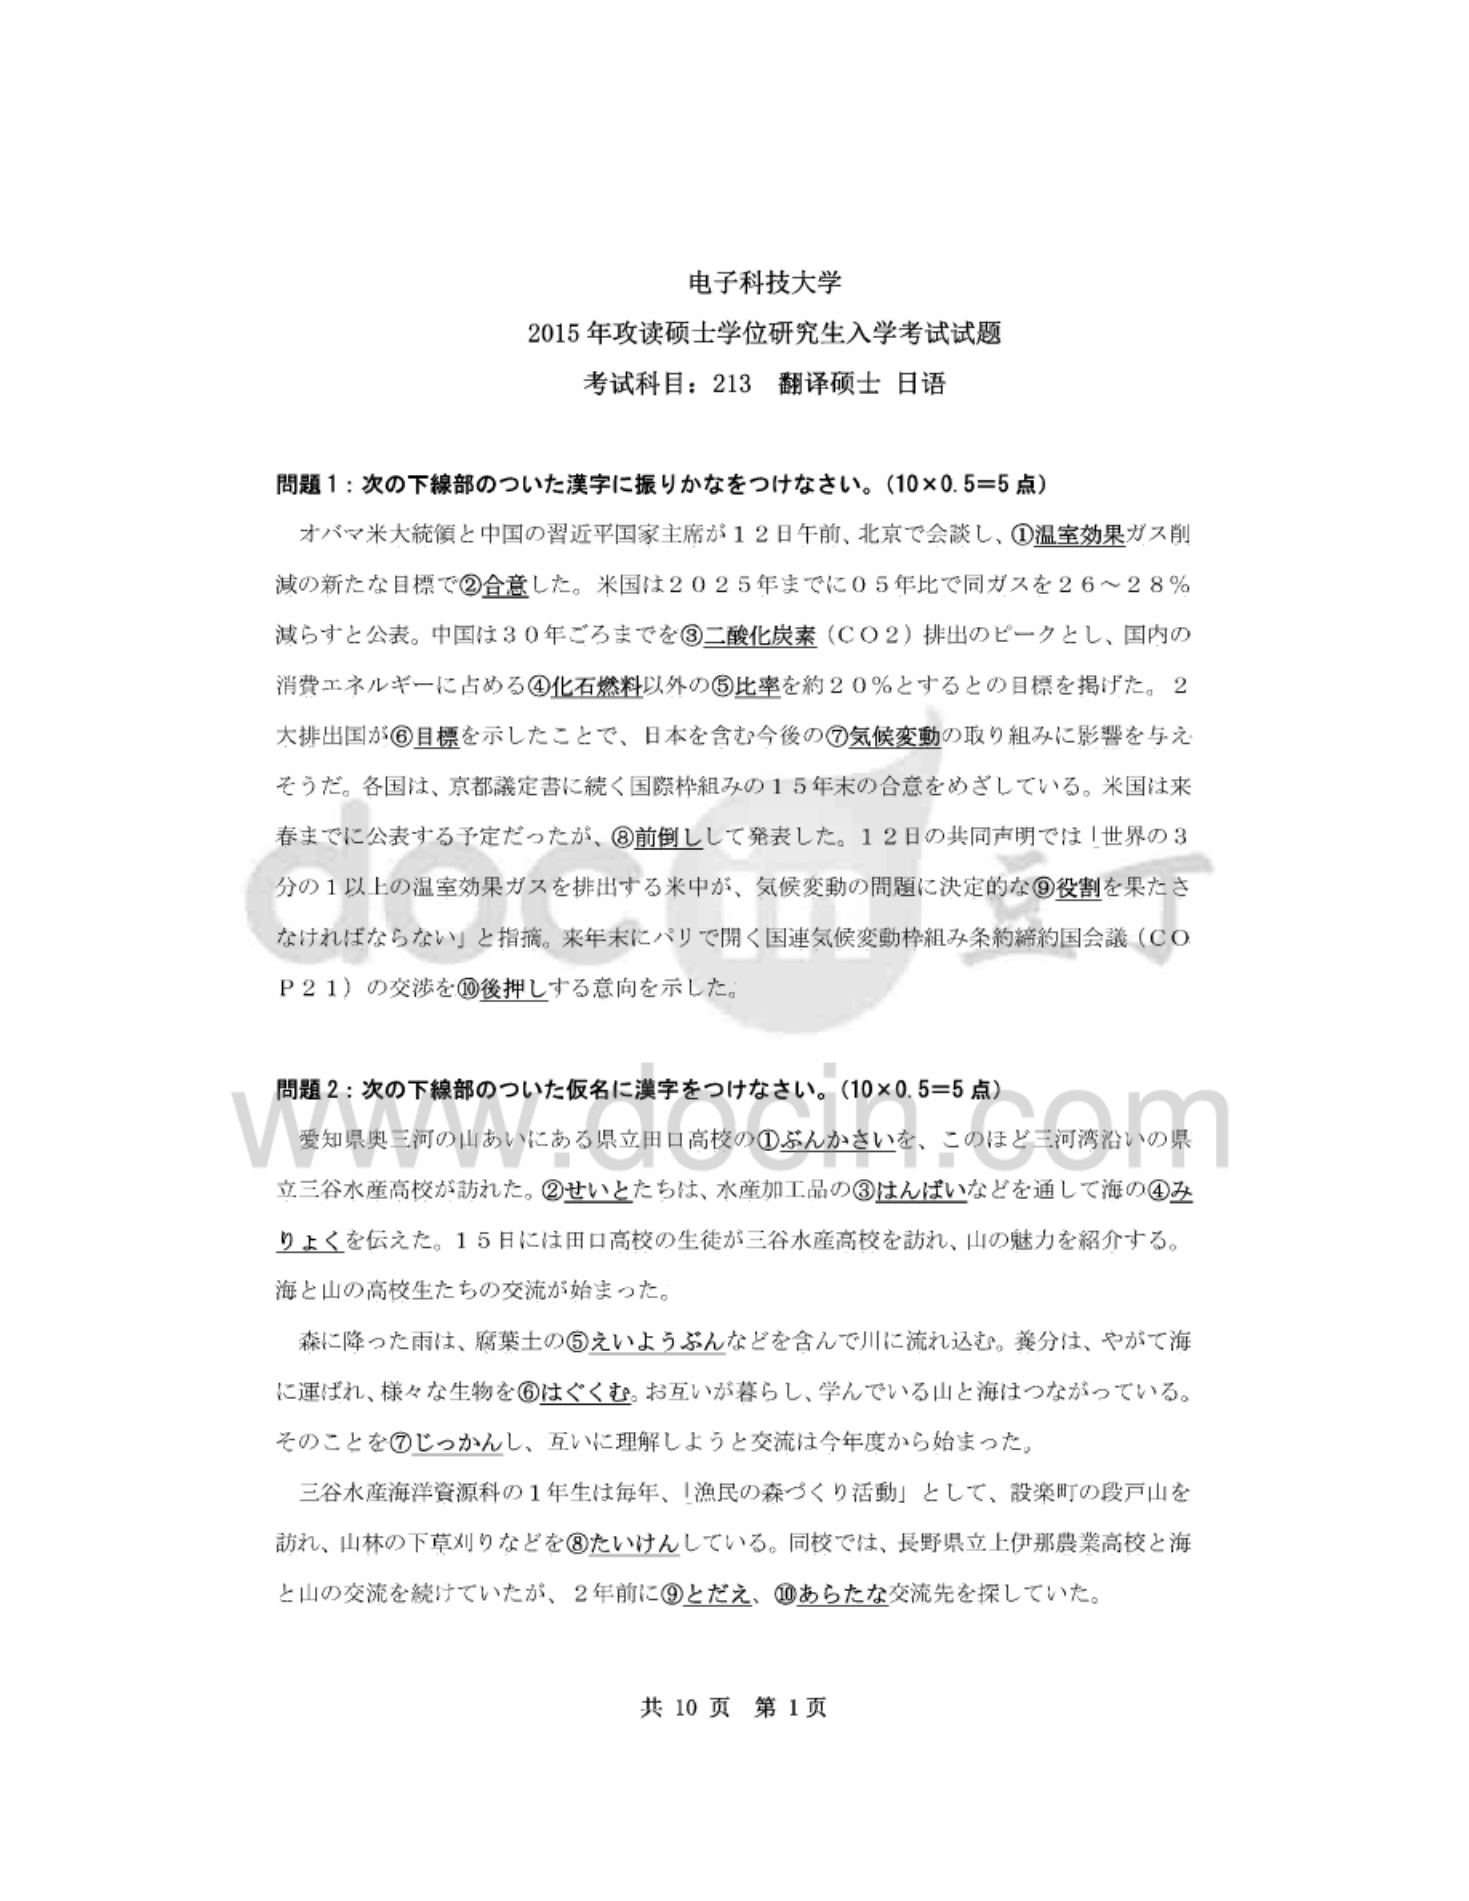 电子科技大学
2015 年攻读硕士学位研究生入学考试试题
考试科目：213　翻译硕士 日语
問題 1：次の下線部のついた漢字に振りかなをつけなさい。(10×0.5＝5 点)
オバマ米大統領と中国の習近平国家主席が１２日午前、北京で会談し、①温室効果ガス削
減の新たな目標で②合意した。米国は２０２５年までに０５年比で同ガスを２６～２８％
減らすと公表。中国は３０年ごろまでを③二酸化炭素（ＣＯ２）排出のピークとし、国内の
消費エネルギーに占める④化石燃料以外の⑤比率を約２０％とするとの目標を掲げた。２
大排出国が⑥目標を示したことで、日本を含む今後の⑦気候変動の取り組みに影響を与え
そうだ。各国は、京都議定書に続く国際枠組みの１５年末の合意をめざしている。米国は来
春までに公表する予定だったが、⑧前倒しして発表した。１２日の共同声明では「世界の３
分の１以上の温室効果ガスを排出する米中が、気候変動の問題に決定的な⑨役割を果たさ
なければならない」と指摘。来年末にパリで開く国連気候変動枠組み条約締約国会議（ＣＯ
Ｐ２１）の交渉を⑩後押しする意向を示した。
問題 2：次の下線部のついた仮名に漢字をつけなさい。(10×0.5＝5 点)
愛知県奥三河の山あいにある県立田口高校の①ぶんかさいを、このほど三河湾沿いの県
立三谷水産高校が訪れた。②せいとたちは、水産加工品の③はんばいなどを通して海の④み
りょくを伝えた。１５日には田口高校の生徒が三谷水産高校を訪れ、山の魅力を紹介する。
海と山の高校生たちの交流が始まった。
森に降った雨は、腐葉土の⑤えいようぶんなどを含んで川に流れ込む。養分は、やがて海
に運ばれ、様々な生物を⑥はぐくむ。お互いが暮らし、学んでいる山と海はつながっている。
そのことを⑦じっかんし、互いに理解しようと交流は今年度から始まった。
三谷水産海洋資源科の１年生は毎年、「漁民の森づくり活動」として、設楽町の段戸山を
訪れ、山林の下草刈りなどを⑧たいけんしている。同校では、長野県立上伊那農業高校と海
と山の交流を続けていたが、２年前に⑨とだえ、⑩あらたな交流先を探していた。
共 10 页　第 1 页
docin 豆丁
www.docin.com